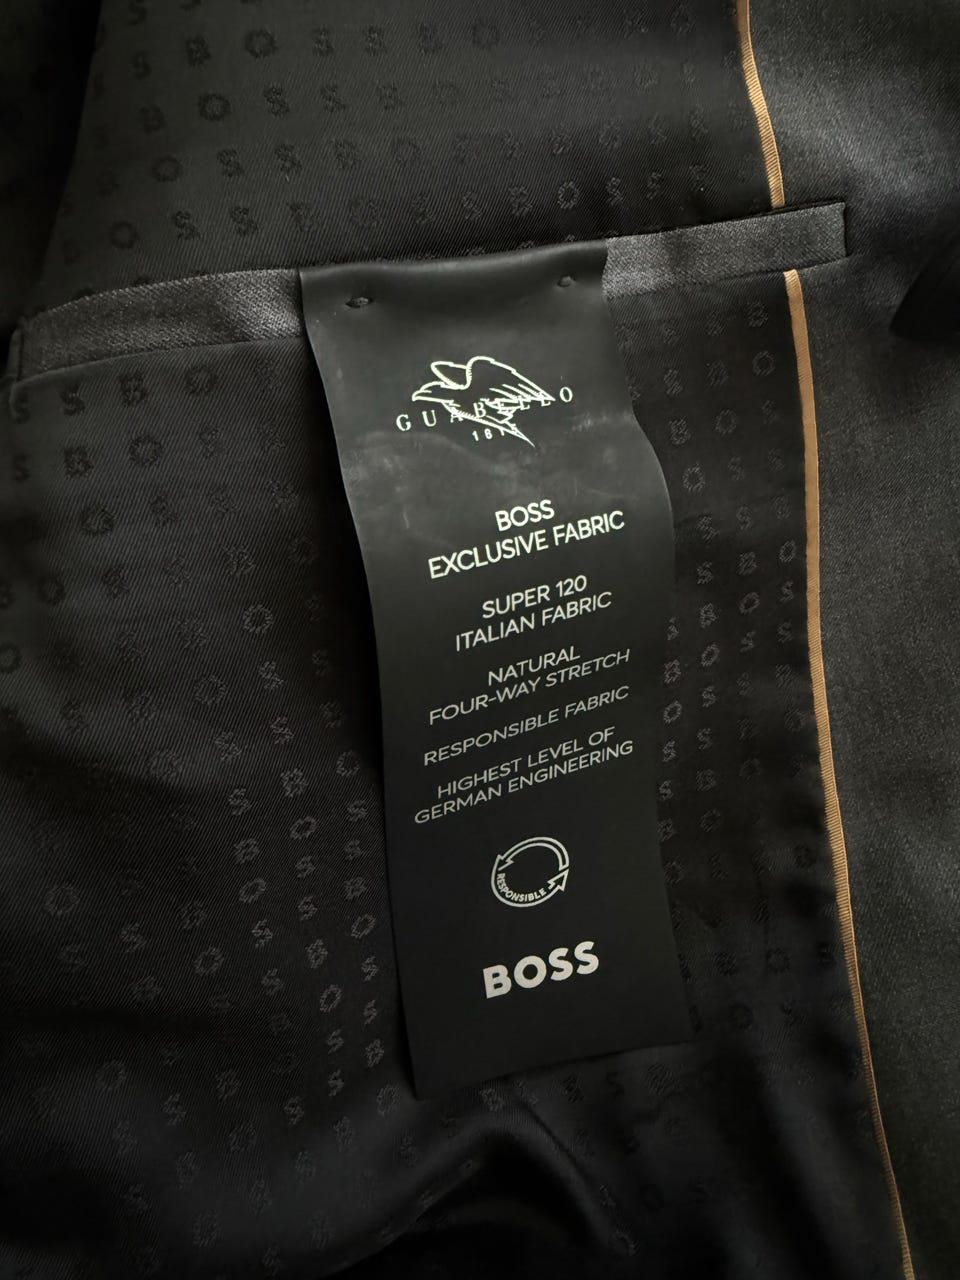 GUABELLO
BOSS
EXCLUSIVE FABRIC
SUPER 120
ITALIAN FABRIC
NATURAL
FOUR-WAY STRETCH
RESPONSIBLE FABRIC
HIGHEST LEVEL OF
GERMAN ENGINEERING
RESPONSIBLE
BOSS